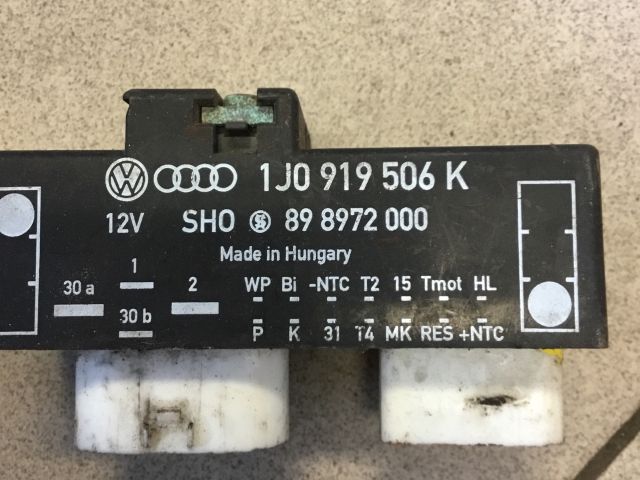 1J0 919 506 K
12V SHO 89 8972 000
Made in Hungary
1
30 a 2 WP Bi -NTC T2 15 Tmot HL
30 b P K 31 T4 MK RES +NTC